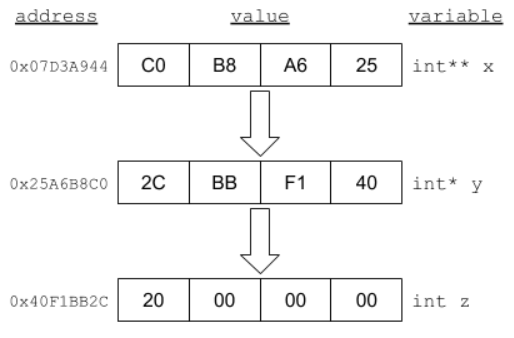 address value variable
0x07D3A944 C0 B8 A6 25 int** x
0x25A6B8C0 2C BB F1 40 int* y
0x40F1BB2C 20 00 00 00 int z